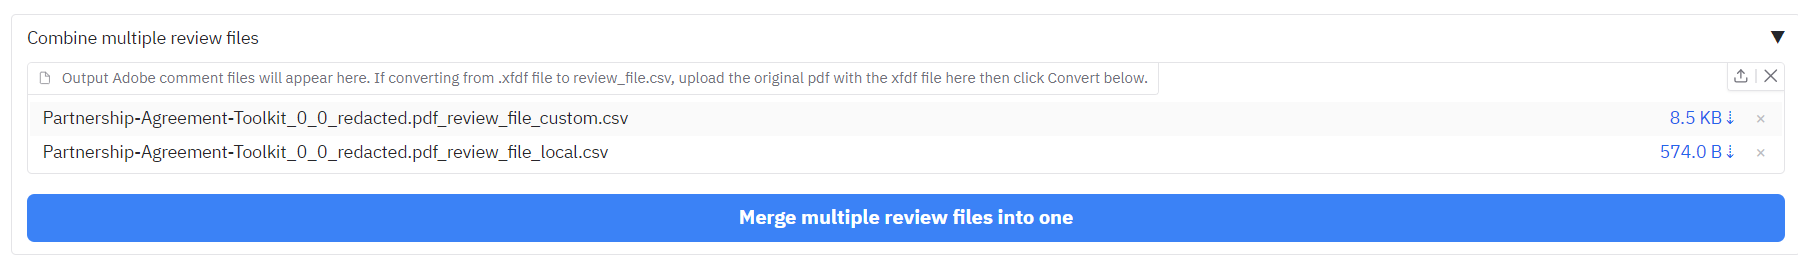 Combine multiple review files ▼
Output Adobe comment files will appear here. If converting from .xfdf file to review_file.csv, upload the original pdf with the xfdf file here then click Convert below.
Partnership-Agreement-Toolkit_0_0_redacted.pdf_review_file_custom.csv 8.5 KB⇣ ×
Partnership-Agreement-Toolkit_0_0_redacted.pdf_review_file_local.csv 574.0 B⇣ ×
Merge multiple review files into one